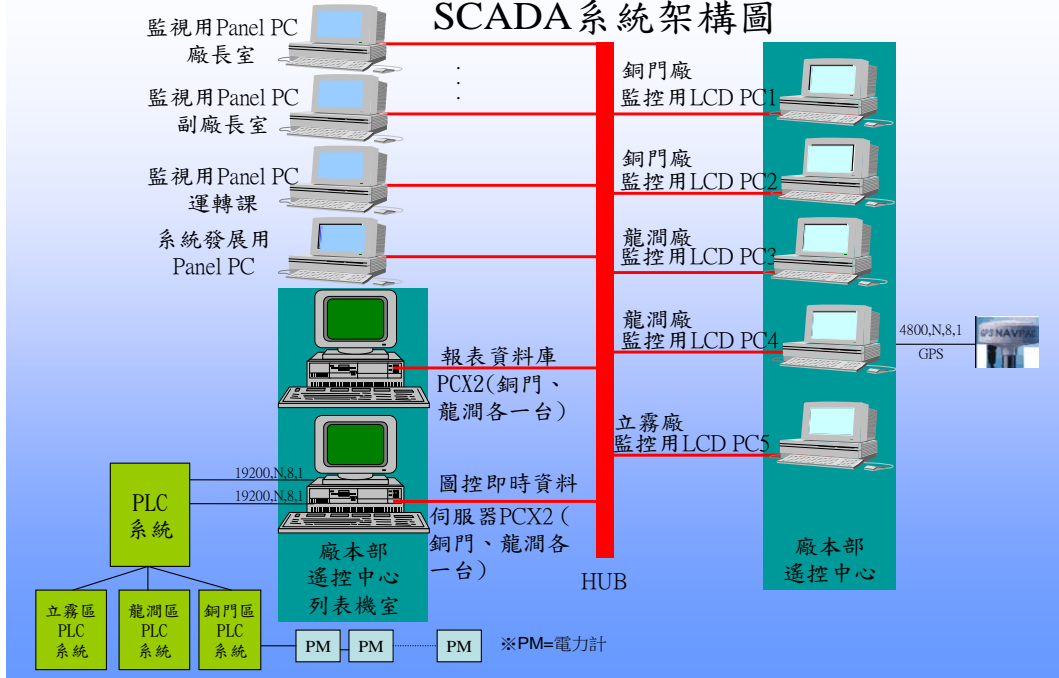 SCADA系統架構圖
監視用Panel PC
廠長室
監視用Panel PC
副廠長室
監視用Panel PC
運轉課
系統發展用
Panel PC
報表資料庫
PCX2(銅門、
龍澗各一台)
圖控即時資料
伺服器PCX2 (
銅門、龍澗各
一台)
19200,N,8,1
19200,N,8,1
PLC
系統
廠本部
遙控中心
列表機室
立霧區
PLC
系統
龍澗區
PLC
系統
銅門區
PLC
系統
PM
PM
PM
※PM=電力計
HUB
銅門廠
監控用LCD PC1
銅門廠
監控用LCD PC2
龍澗廠
監控用LCD PC3
龍澗廠
監控用LCD PC4
立霧廠
監控用LCD PC5
廠本部
遙控中心
4800,N,8,1
GPS
GPS NAVPAC